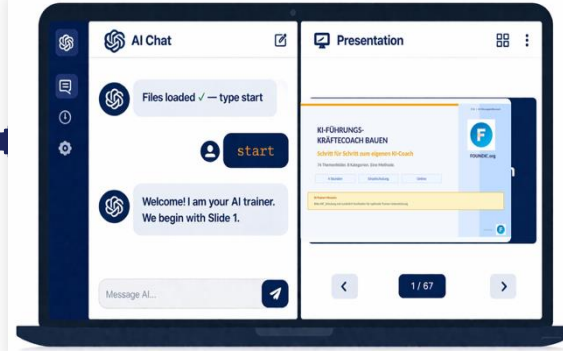 AI Chat
Files loaded ✓ — type start
start
Welcome! I am your AI trainer.
We begin with Slide 1.
Message AI...
Presentation
KI-FÜHRUNGS-
KRÄFTECOACH BAUEN
Schritt für Schritt zum eigenen KI-Coach
F
FOUNDIC.org
1 / 67